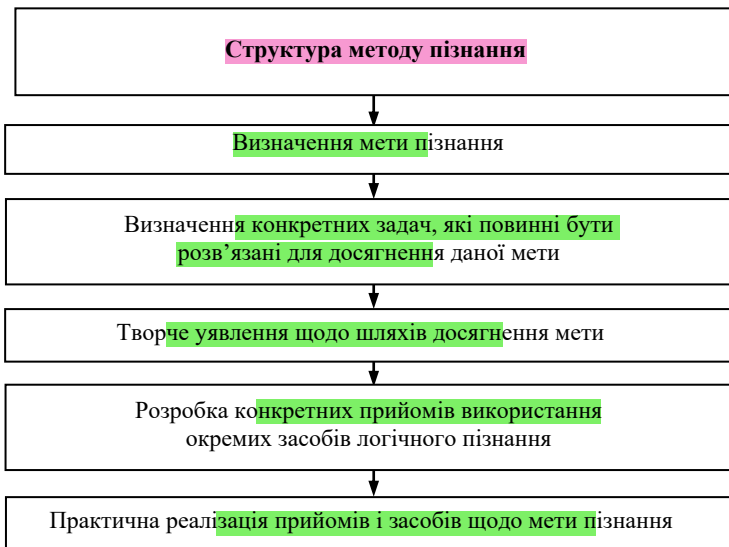 Структура методу пізнання
Визначення мети пізнання
Визначення конкретних задач, які повинні бути
розв’язані для досягнення даної мети
Творче уявлення щодо шляхів досягнення мети
Розробка конкретних прийомів використання
окремих засобів логічного пізнання
Практична реалізація прийомів і засобів щодо мети пізнання